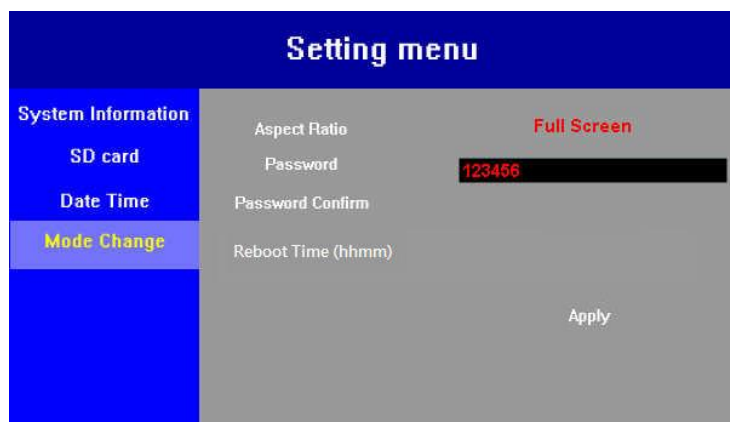 Setting menu
System Information
SD card
Date Time
Mode Change
Aspect Ratio
Full Screen
Password
123456
Password Confirm
Reboot Time (hhmm)
Apply